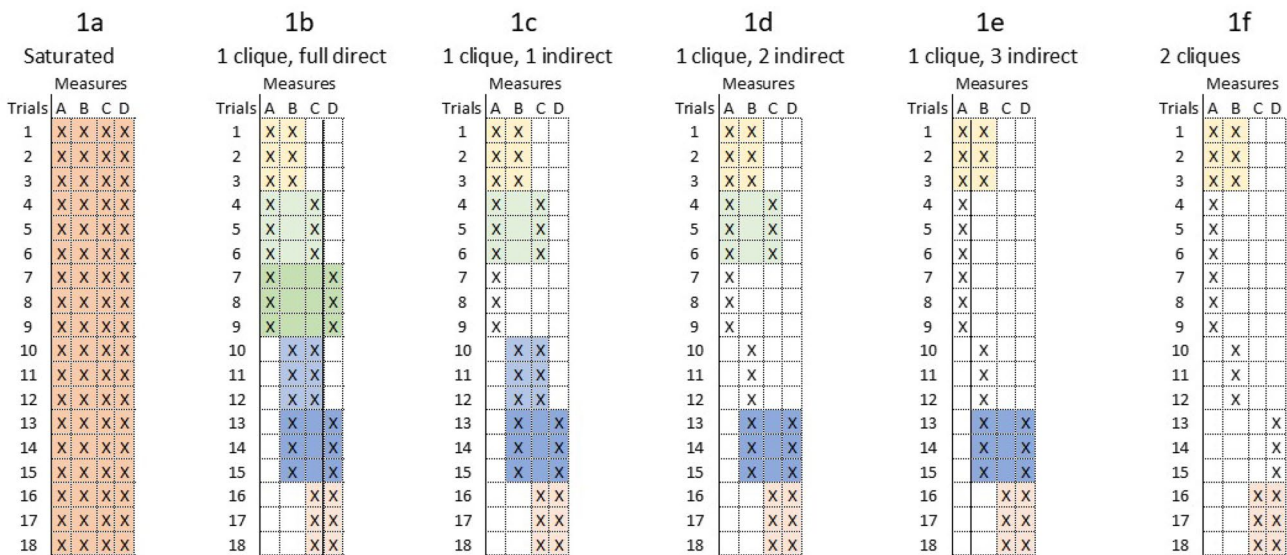 1a 1b 1c 1d 1e 1f
Saturated 1 clique, full direct 1 clique, 1 indirect 1 clique, 2 indirect 1 clique, 3 indirect 2 cliques
Measures Measures Measures Measures Measures Measures
Trials A B C D Trials A B C D Trials A B C D Trials A B C D Trials A B C D Trials A B C D
1 X X X X 1 X X 1 X X 1 X X 1 X X 1 X X
2 X X X X 2 X X 2 X X 2 X X 2 X X 2 X X
3 X X X X 3 X X 3 X X 3 X X 3 X X 3 X X
4 X X X X 4 X X 4 X X 4 X X 4 X 4 X
5 X X X X 5 X X 5 X X 5 X X 5 X 5 X
6 X X X X 6 X X 6 X X 6 X X 6 X 6 X
7 X X X X 7 X X 7 X 7 X 7 X 7 X
8 X X X X 8 X X 8 X 8 X 8 X 8 X
9 X X X X 9 X X 9 X 9 X 9 X 9 X
10 X X X X 10 X X 10 X X 10 X 10 X 10 X
11 X X X X 11 X X 11 X X 11 X 11 X 11 X
12 X X X X 12 X X 12 X X 12 X 12 X 12 X
13 X X X X 13 X X 13 X X 13 X X 13 X X 13 X
14 X X X X 14 X X 14 X X 14 X X 14 X X 14 X
15 X X X X 15 X X 15 X X 15 X X 15 X X 15 X
16 X X X X 16 X X 16 X X 16 X X 16 X X 16 X X
17 X X X X 17 X X 17 X X 17 X X 17 X X 17 X X
18 X X X X 18 X X 18 X X 18 X X 18 X X 18 X X